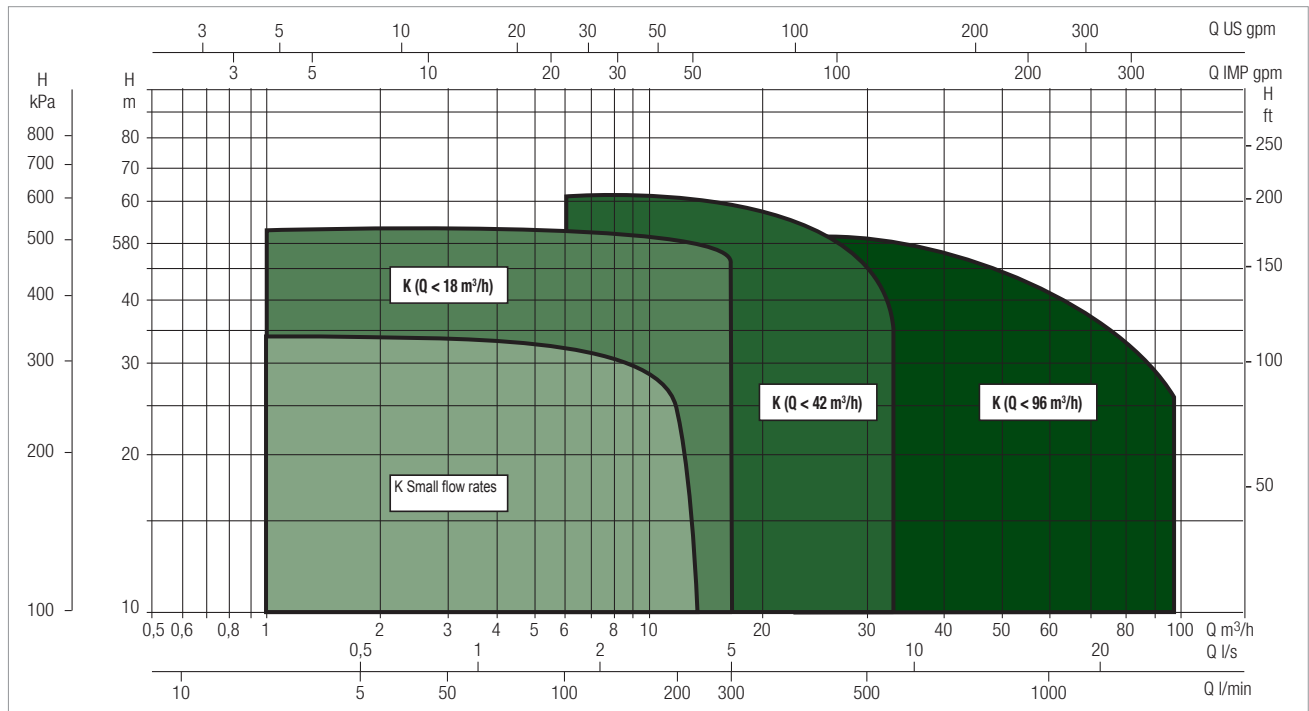 3 5 10 20 30 50 100 200 300 Q US gpm
3 5 10 20 30 50 100 200 300 Q IMP gpm
H H H
kPa m ft
800 80 250
700 70
600 60 200
500 580
150
400 40
K (Q < 18 m³/h)
300 30 100
K (Q < 42 m³/h) K (Q < 96 m³/h)
200 20
K Small flow rates
50
100 10
0,5 0,6 0,8 1 2 3 4 5 6 8 10 20 30 40 50 60 80 100 Q m³/h
0,5 1 2 5 10 20 Q l/s
10 5 50 100 200 300 500 1000 Q l/min